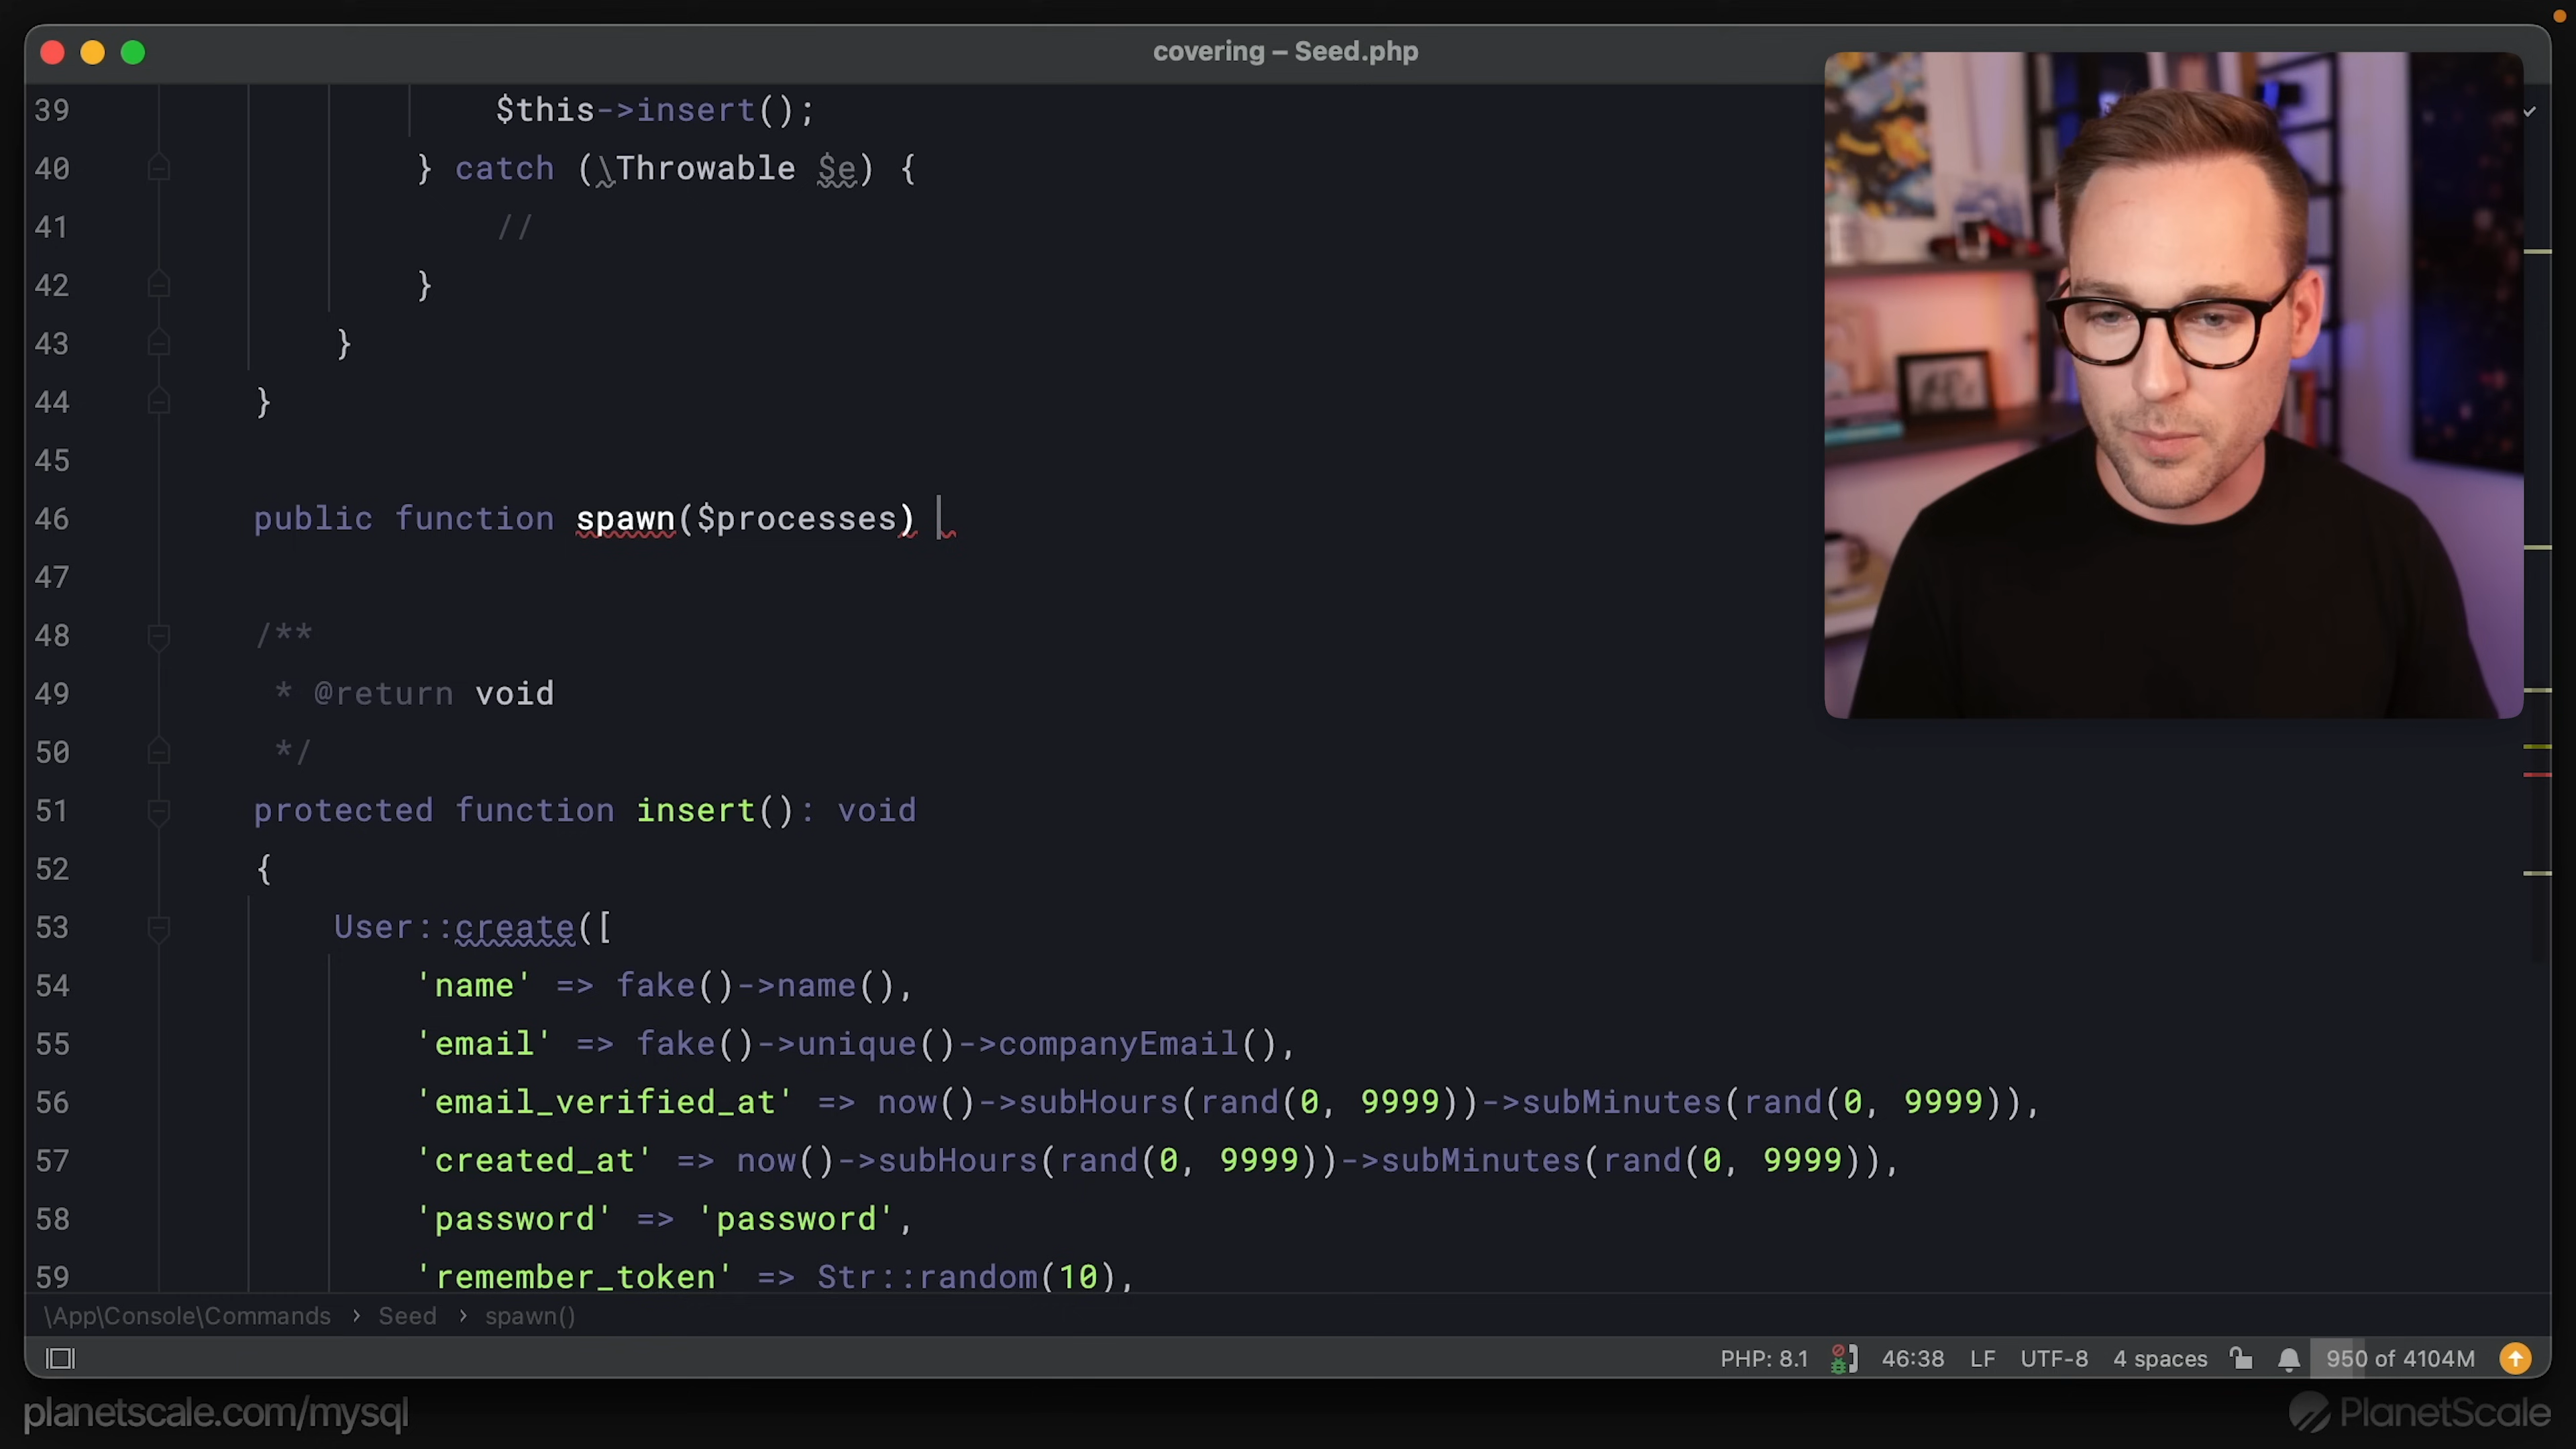 covering – Seed.php
39 $this->insert();
40 } catch (\Throwable $e) {
41 //
42 }
43 }
44 }
45
46 public function spawn($processes)
47
48 /**
49 * @return void
50 */
51 protected function insert(): void
52 {
53 User::create([
54 'name' => fake()->name(),
55 'email' => fake()->unique()->companyEmail(),
56 'email_verified_at' => now()->subHours(rand(0, 9999))->subMinutes(rand(0, 9999)),
57 'created_at' => now()->subHours(rand(0, 9999))->subMinutes(rand(0, 9999)),
58 'password' => 'password',
59 'remember_token' => Str::random(10),
\App\Console\Commands › Seed › spawn()
PHP: 8.1 46:38 LF UTF-8 4 spaces 950 of 4104M
planetscale.com/mysql PlanetScale